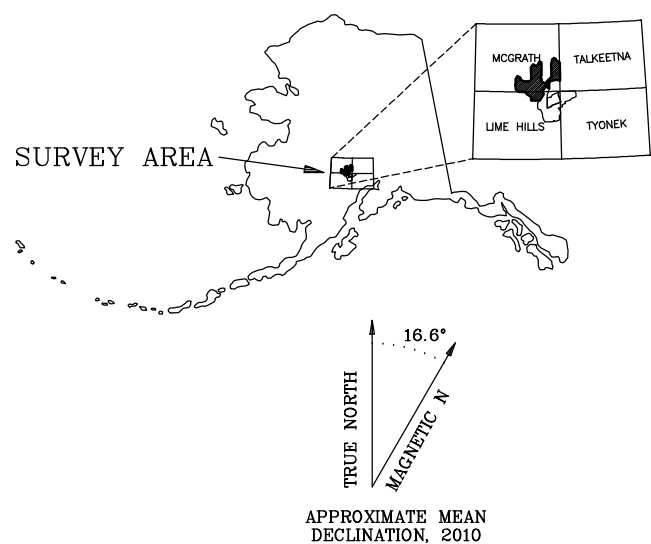 MCGRATH
TALKEETNA
LIME HILLS
TYONEK
SURVEY AREA
16.6°
TRUE NORTH
MAGNETIC N
APPROXIMATE MEAN
DECLINATION, 2010